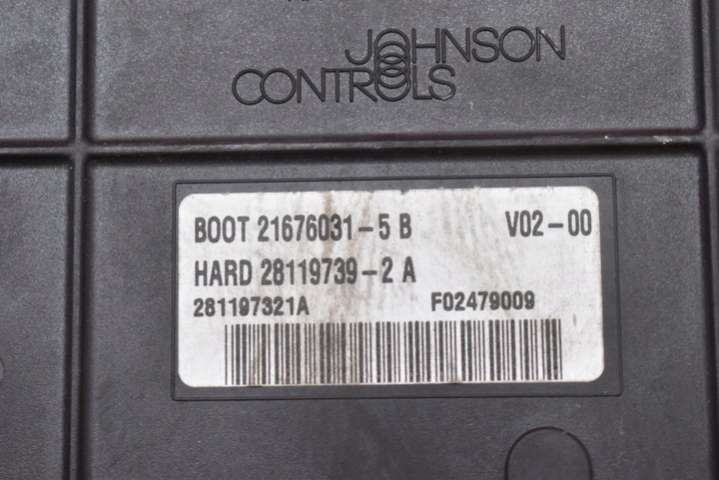 JOHNSON
CONTROLS
BOOT 21676031-5 B V02-00
HARD 28119739-2 A
281197321A F02479009